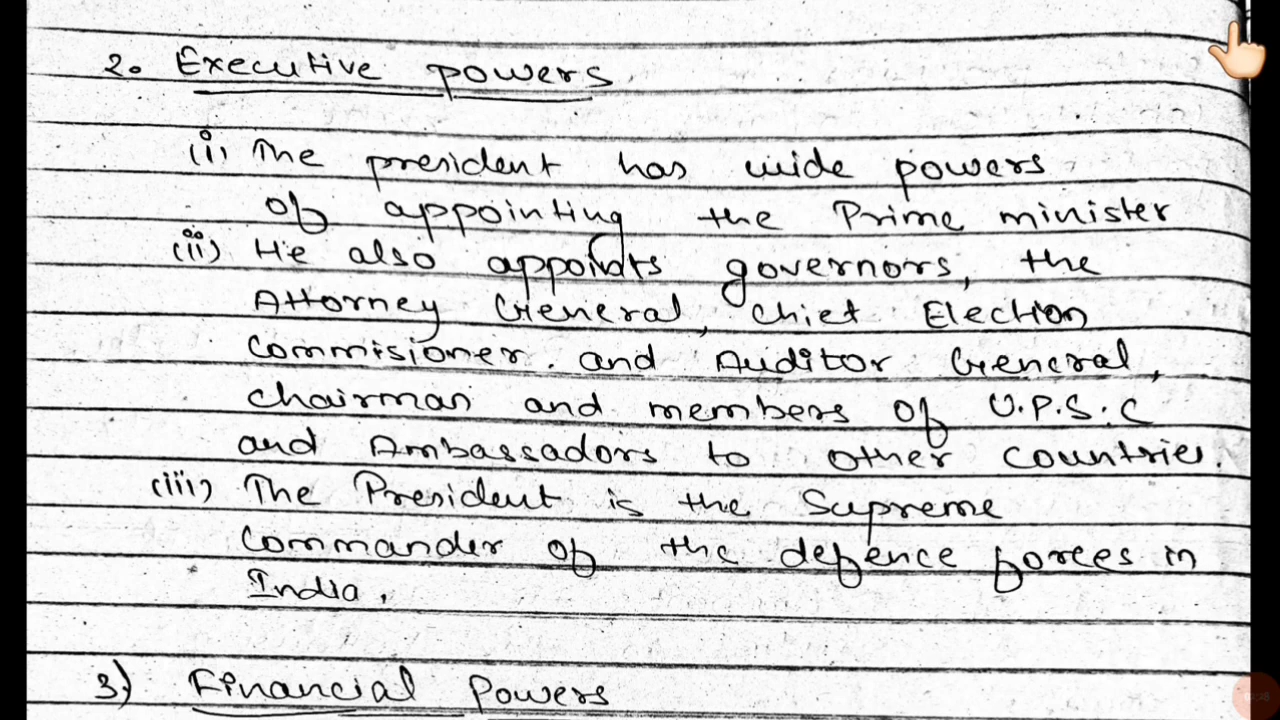 2. Executive powers
(i) The president has wide powers
of appointing the Prime minister
(ii) He also appoints governors, the
Attorney General, Chief Election
Commisioner. and Auditor General,
chairman and members of U.P.S.C
and Ambassadors to other countries.
(iii) The President is the Supreme
Commander of the defence forces in
India.
3) Financial Powers